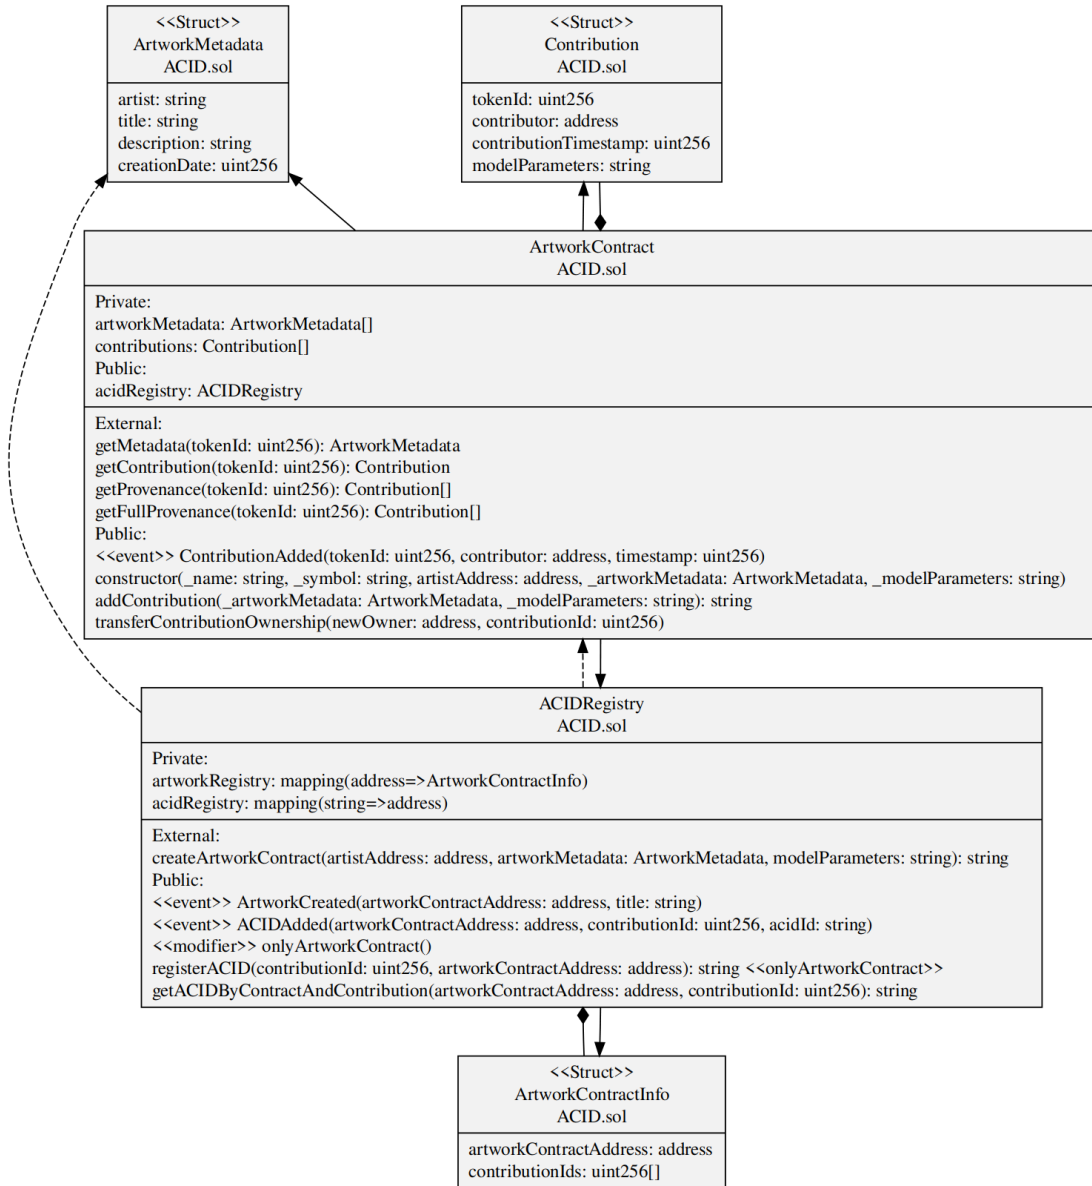 <<Struct>>
ArtworkMetadata
ACID.sol
artist: string
title: string
description: string
creationDate: uint256
<<Struct>>
Contribution
ACID.sol
tokenId: uint256
contributor: address
contributionTimestamp: uint256
modelParameters: string
ArtworkContract
ACID.sol
Private:
artworkMetadata: ArtworkMetadata[]
contributions: Contribution[]
Public:
acidRegistry: ACIDRegistry
External:
getMetadata(tokenId: uint256): ArtworkMetadata
getContribution(tokenId: uint256): Contribution
getProvenance(tokenId: uint256): Contribution[]
getFullProvenance(tokenId: uint256): Contribution[]
Public:
<<event>> ContributionAdded(tokenId: uint256, contributor: address, timestamp: uint256)
constructor(_name: string, _symbol: string, artistAddress: address, _artworkMetadata: ArtworkMetadata, _modelParameters: string)
addContribution(_artworkMetadata: ArtworkMetadata, _modelParameters: string): string
transferContributionOwnership(newOwner: address, contributionId: uint256)
ACIDRegistry
ACID.sol
Private:
artworkRegistry: mapping(address=>ArtworkContractInfo)
acidRegistry: mapping(string=>address)
External:
createArtworkContract(artistAddress: address, artworkMetadata: ArtworkMetadata, modelParameters: string): string
Public:
<<event>> ArtworkCreated(artworkContractAddress: address, title: string)
<<event>> ACIDAdded(artworkContractAddress: address, contributionId: uint256, acidId: string)
<<modifier>> onlyArtworkContract()
registerACID(contributionId: uint256, artworkContractAddress: address): string <<onlyArtworkContract>>
getACIDByContractAndContribution(artworkContractAddress: address, contributionId: uint256): string
<<Struct>>
ArtworkContractInfo
ACID.sol
artworkContractAddress: address
contributionIds: uint256[]